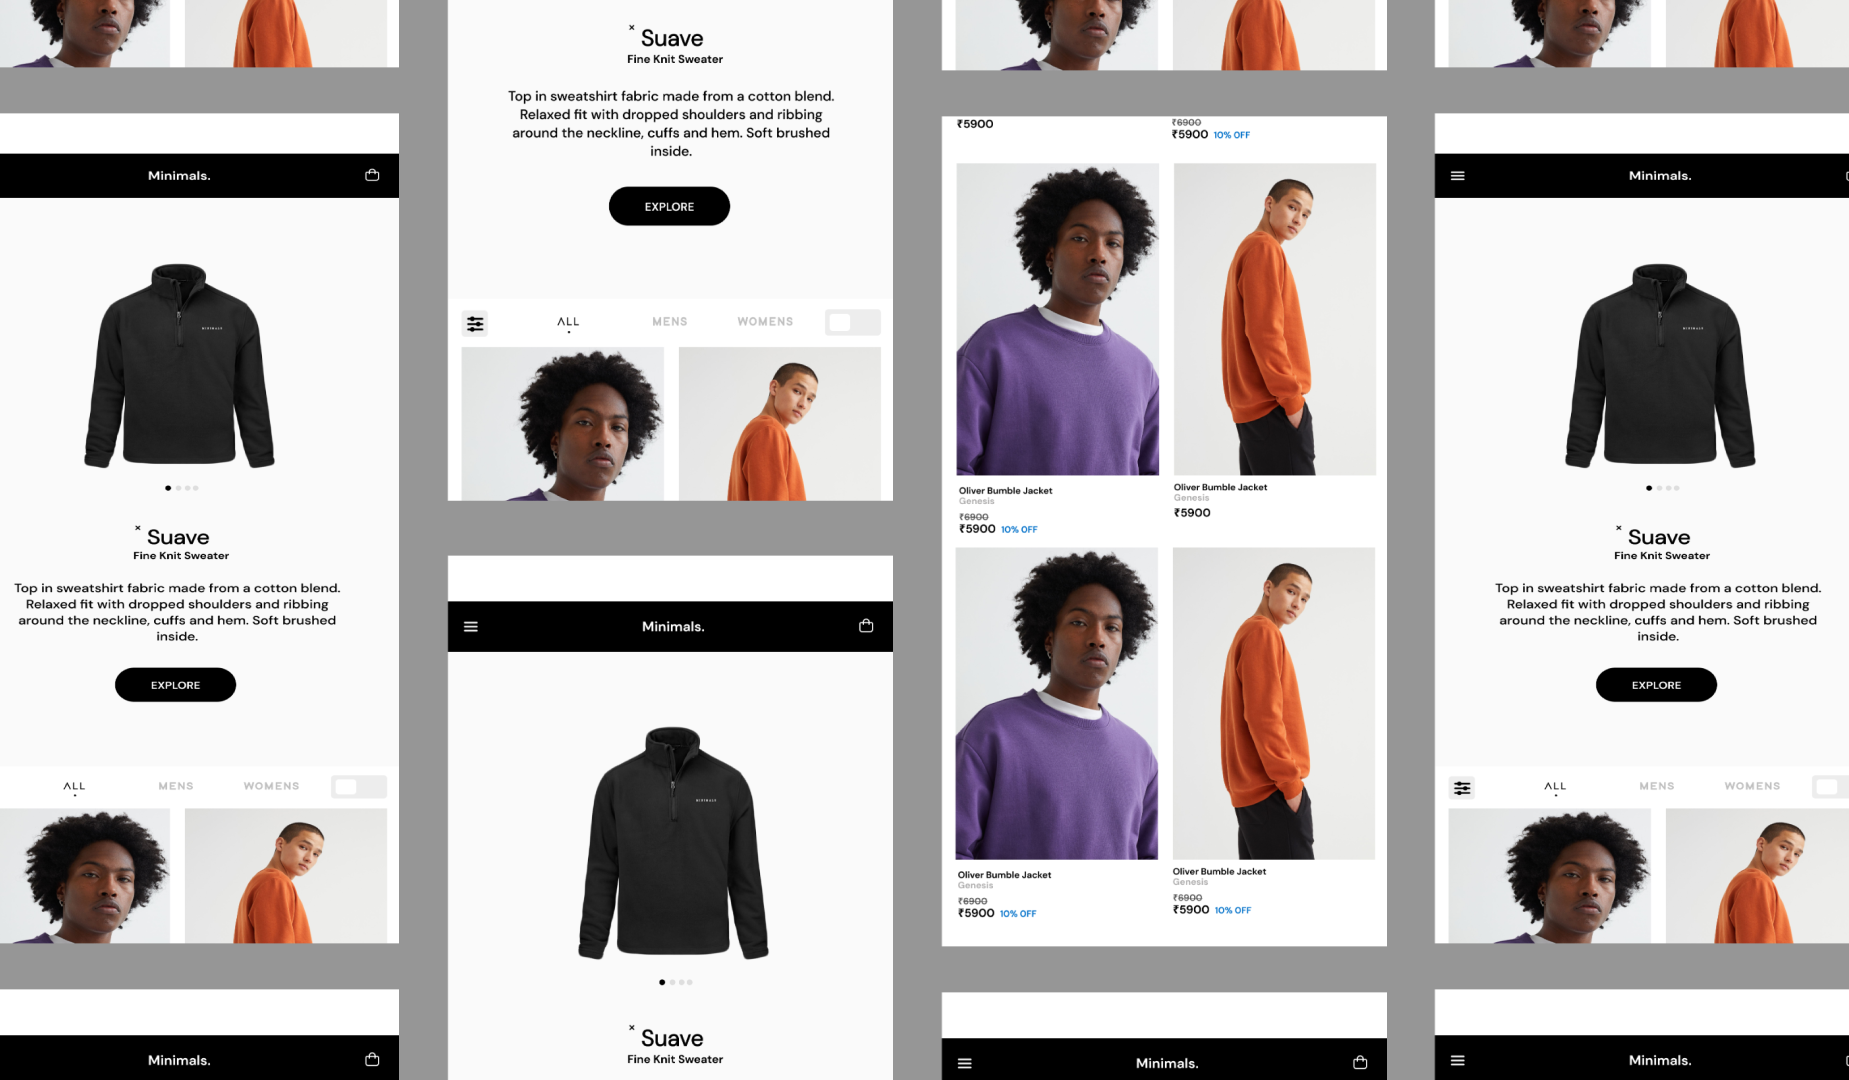 Minimals.
MINIMALS
× Suave
Fine Knit Sweater
Top in sweatshirt fabric made from a cotton blend.
Relaxed fit with dropped shoulders and ribbing
around the neckline, cuffs and hem. Soft brushed
inside.
EXPLORE
ALL MENS WOMENS
Minimals.
× Suave
Fine Knit Sweater
Top in sweatshirt fabric made from a cotton blend.
Relaxed fit with dropped shoulders and ribbing
around the neckline, cuffs and hem. Soft brushed
inside.
EXPLORE
ALL MENS WOMENS
Minimals.
MINIMALS
× Suave
Fine Knit Sweater
₹5900
₹6900
₹5900 10% OFF
Oliver Bumble Jacket
Genesis
₹6900
₹5900 10% OFF
Oliver Bumble Jacket
Genesis
₹5900
Oliver Bumble Jacket
Genesis
₹6900
₹5900 10% OFF
Oliver Bumble Jacket
Genesis
₹6900
₹5900 10% OFF
Minimals.
Minimals.
MINIMALS
× Suave
Fine Knit Sweater
Top in sweatshirt fabric made from a cotton blend.
Relaxed fit with dropped shoulders and ribbing
around the neckline, cuffs and hem. Soft brushed
inside.
EXPLORE
ALL MENS WOMENS
Minimals.